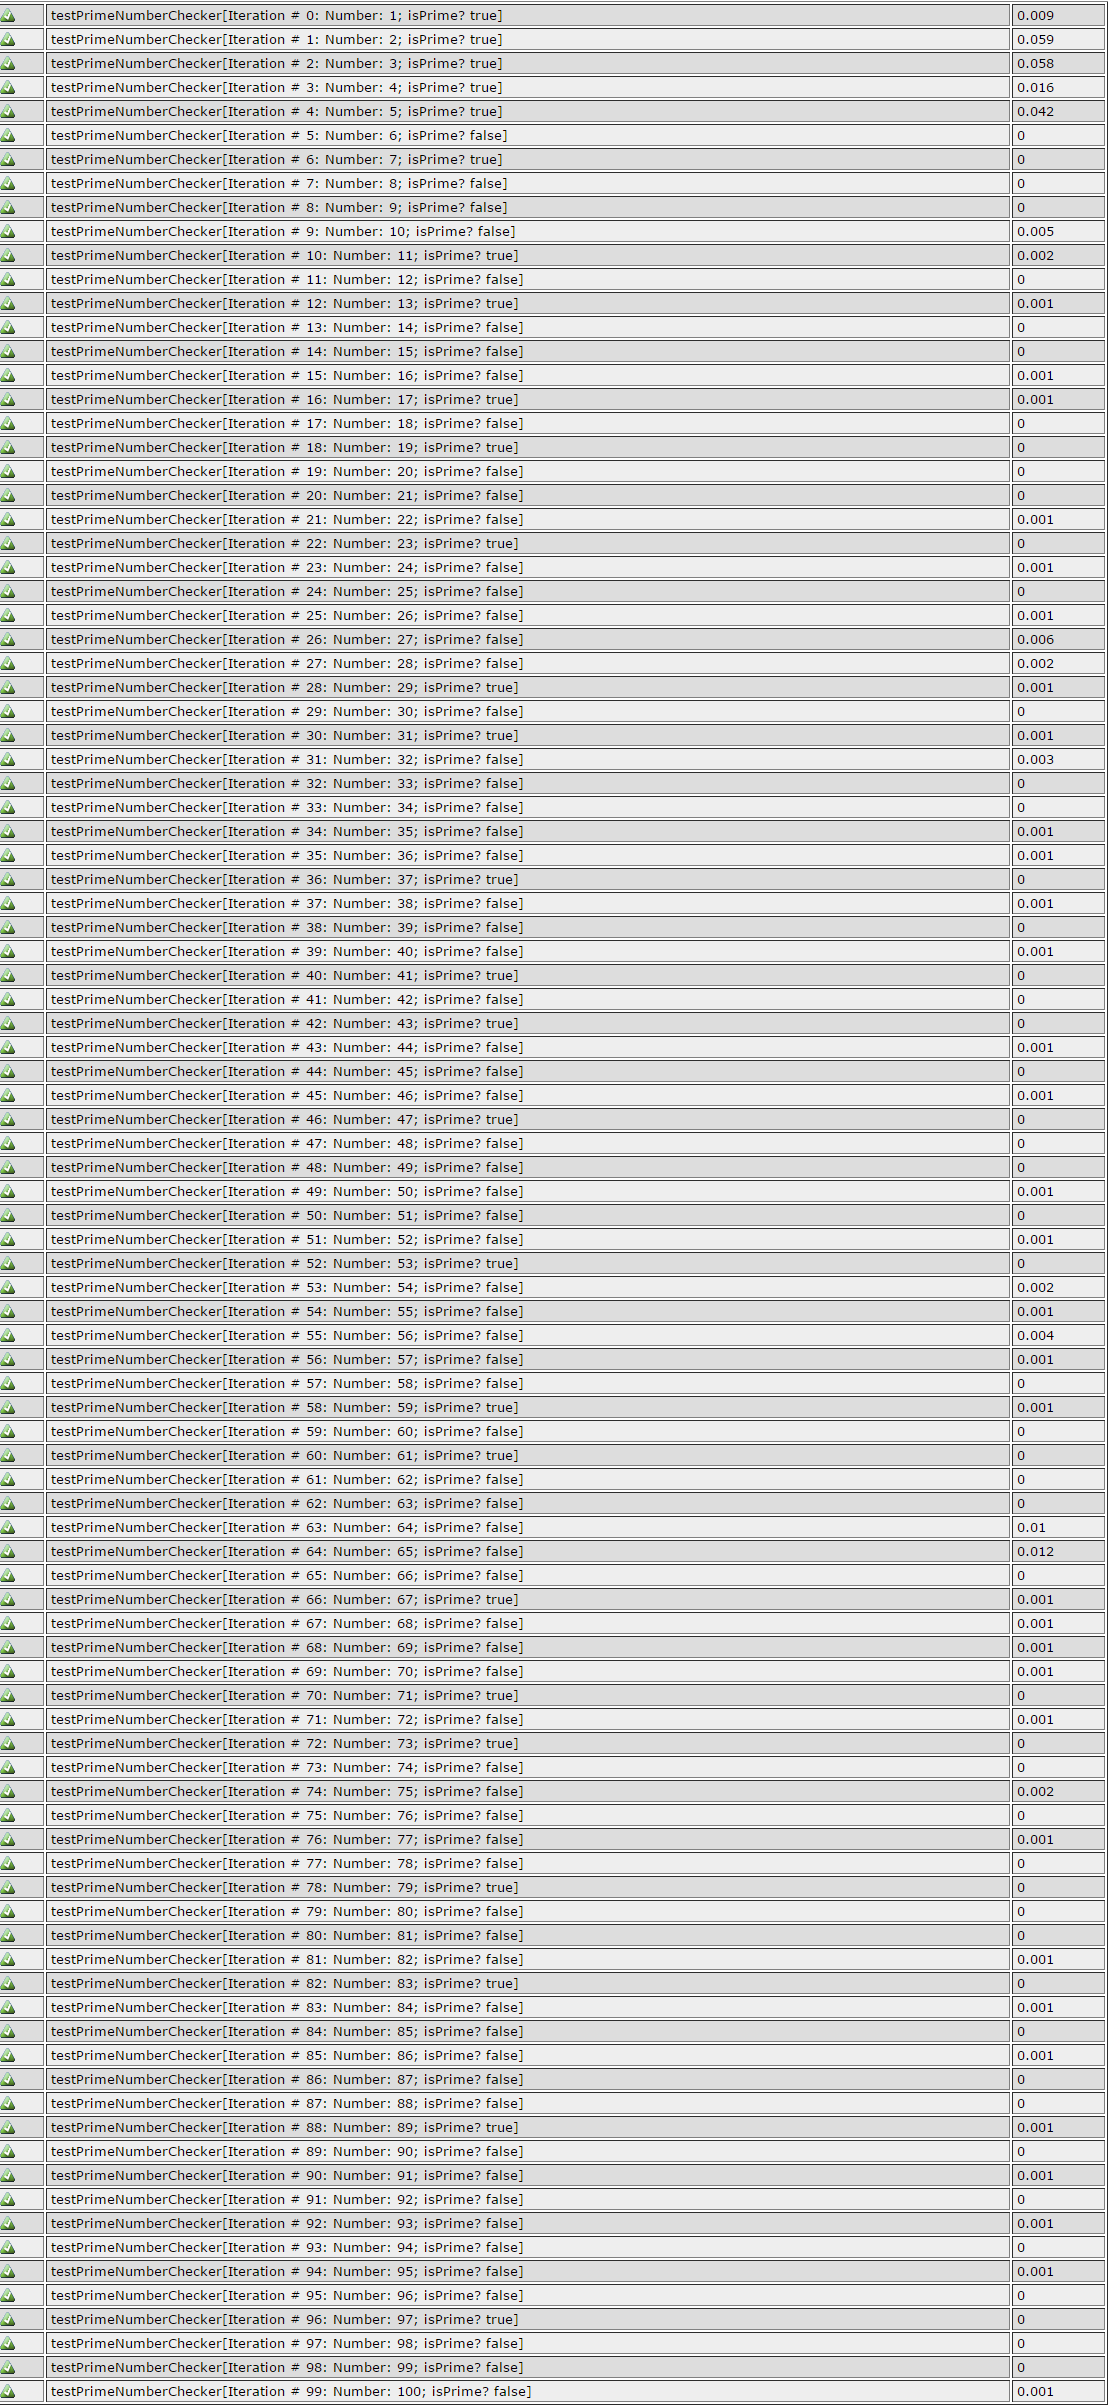 testPrimeNumberChecker[Iteration # 0: Number: 1; isPrime? true] 0.009
testPrimeNumberChecker[Iteration # 1: Number: 2; isPrime? true] 0.059
testPrimeNumberChecker[Iteration # 2: Number: 3; isPrime? true] 0.058
testPrimeNumberChecker[Iteration # 3: Number: 4; isPrime? true] 0.016
testPrimeNumberChecker[Iteration # 4: Number: 5; isPrime? true] 0.042
testPrimeNumberChecker[Iteration # 5: Number: 6; isPrime? false] 0
testPrimeNumberChecker[Iteration # 6: Number: 7; isPrime? true] 0
testPrimeNumberChecker[Iteration # 7: Number: 8; isPrime? false] 0
testPrimeNumberChecker[Iteration # 8: Number: 9; isPrime? false] 0
testPrimeNumberChecker[Iteration # 9: Number: 10; isPrime? false] 0.005
testPrimeNumberChecker[Iteration # 10: Number: 11; isPrime? true] 0.002
testPrimeNumberChecker[Iteration # 11: Number: 12; isPrime? false] 0
testPrimeNumberChecker[Iteration # 12: Number: 13; isPrime? true] 0.001
testPrimeNumberChecker[Iteration # 13: Number: 14; isPrime? false] 0
testPrimeNumberChecker[Iteration # 14: Number: 15; isPrime? false] 0
testPrimeNumberChecker[Iteration # 15: Number: 16; isPrime? false] 0.001
testPrimeNumberChecker[Iteration # 16: Number: 17; isPrime? true] 0.001
testPrimeNumberChecker[Iteration # 17: Number: 18; isPrime? false] 0
testPrimeNumberChecker[Iteration # 18: Number: 19; isPrime? true] 0
testPrimeNumberChecker[Iteration # 19: Number: 20; isPrime? false] 0
testPrimeNumberChecker[Iteration # 20: Number: 21; isPrime? false] 0
testPrimeNumberChecker[Iteration # 21: Number: 22; isPrime? false] 0.001
testPrimeNumberChecker[Iteration # 22: Number: 23; isPrime? true] 0
testPrimeNumberChecker[Iteration # 23: Number: 24; isPrime? false] 0.001
testPrimeNumberChecker[Iteration # 24: Number: 25; isPrime? false] 0
testPrimeNumberChecker[Iteration # 25: Number: 26; isPrime? false] 0.001
testPrimeNumberChecker[Iteration # 26: Number: 27; isPrime? false] 0.006
testPrimeNumberChecker[Iteration # 27: Number: 28; isPrime? false] 0.002
testPrimeNumberChecker[Iteration # 28: Number: 29; isPrime? true] 0.001
testPrimeNumberChecker[Iteration # 29: Number: 30; isPrime? false] 0
testPrimeNumberChecker[Iteration # 30: Number: 31; isPrime? true] 0.001
testPrimeNumberChecker[Iteration # 31: Number: 32; isPrime? false] 0.003
testPrimeNumberChecker[Iteration # 32: Number: 33; isPrime? false] 0
testPrimeNumberChecker[Iteration # 33: Number: 34; isPrime? false] 0
testPrimeNumberChecker[Iteration # 34: Number: 35; isPrime? false] 0.001
testPrimeNumberChecker[Iteration # 35: Number: 36; isPrime? false] 0.001
testPrimeNumberChecker[Iteration # 36: Number: 37; isPrime? true] 0
testPrimeNumberChecker[Iteration # 37: Number: 38; isPrime? false] 0.001
testPrimeNumberChecker[Iteration # 38: Number: 39; isPrime? false] 0
testPrimeNumberChecker[Iteration # 39: Number: 40; isPrime? false] 0.001
testPrimeNumberChecker[Iteration # 40: Number: 41; isPrime? true] 0
testPrimeNumberChecker[Iteration # 41: Number: 42; isPrime? false] 0
testPrimeNumberChecker[Iteration # 42: Number: 43; isPrime? true] 0
testPrimeNumberChecker[Iteration # 43: Number: 44; isPrime? false] 0.001
testPrimeNumberChecker[Iteration # 44: Number: 45; isPrime? false] 0
testPrimeNumberChecker[Iteration # 45: Number: 46; isPrime? false] 0.001
testPrimeNumberChecker[Iteration # 46: Number: 47; isPrime? true] 0
testPrimeNumberChecker[Iteration # 47: Number: 48; isPrime? false] 0
testPrimeNumberChecker[Iteration # 48: Number: 49; isPrime? false] 0
testPrimeNumberChecker[Iteration # 49: Number: 50; isPrime? false] 0.001
testPrimeNumberChecker[Iteration # 50: Number: 51; isPrime? false] 0
testPrimeNumberChecker[Iteration # 51: Number: 52; isPrime? false] 0.001
testPrimeNumberChecker[Iteration # 52: Number: 53; isPrime? true] 0
testPrimeNumberChecker[Iteration # 53: Number: 54; isPrime? false] 0.002
testPrimeNumberChecker[Iteration # 54: Number: 55; isPrime? false] 0.001
testPrimeNumberChecker[Iteration # 55: Number: 56; isPrime? false] 0.004
testPrimeNumberChecker[Iteration # 56: Number: 57; isPrime? false] 0.001
testPrimeNumberChecker[Iteration # 57: Number: 58; isPrime? false] 0
testPrimeNumberChecker[Iteration # 58: Number: 59; isPrime? true] 0.001
testPrimeNumberChecker[Iteration # 59: Number: 60; isPrime? false] 0
testPrimeNumberChecker[Iteration # 60: Number: 61; isPrime? true] 0
testPrimeNumberChecker[Iteration # 61: Number: 62; isPrime? false] 0
testPrimeNumberChecker[Iteration # 62: Number: 63; isPrime? false] 0
testPrimeNumberChecker[Iteration # 63: Number: 64; isPrime? false] 0.01
testPrimeNumberChecker[Iteration # 64: Number: 65; isPrime? false] 0.012
testPrimeNumberChecker[Iteration # 65: Number: 66; isPrime? false] 0
testPrimeNumberChecker[Iteration # 66: Number: 67; isPrime? true] 0.001
testPrimeNumberChecker[Iteration # 67: Number: 68; isPrime? false] 0.001
testPrimeNumberChecker[Iteration # 68: Number: 69; isPrime? false] 0.001
testPrimeNumberChecker[Iteration # 69: Number: 70; isPrime? false] 0.001
testPrimeNumberChecker[Iteration # 70: Number: 71; isPrime? true] 0
testPrimeNumberChecker[Iteration # 71: Number: 72; isPrime? false] 0.001
testPrimeNumberChecker[Iteration # 72: Number: 73; isPrime? true] 0
testPrimeNumberChecker[Iteration # 73: Number: 74; isPrime? false] 0
testPrimeNumberChecker[Iteration # 74: Number: 75; isPrime? false] 0.002
testPrimeNumberChecker[Iteration # 75: Number: 76; isPrime? false] 0
testPrimeNumberChecker[Iteration # 76: Number: 77; isPrime? false] 0.001
testPrimeNumberChecker[Iteration # 77: Number: 78; isPrime? false] 0
testPrimeNumberChecker[Iteration # 78: Number: 79; isPrime? true] 0
testPrimeNumberChecker[Iteration # 79: Number: 80; isPrime? false] 0
testPrimeNumberChecker[Iteration # 80: Number: 81; isPrime? false] 0
testPrimeNumberChecker[Iteration # 81: Number: 82; isPrime? false] 0.001
testPrimeNumberChecker[Iteration # 82: Number: 83; isPrime? true] 0
testPrimeNumberChecker[Iteration # 83: Number: 84; isPrime? false] 0.001
testPrimeNumberChecker[Iteration # 84: Number: 85; isPrime? false] 0
testPrimeNumberChecker[Iteration # 85: Number: 86; isPrime? false] 0.001
testPrimeNumberChecker[Iteration # 86: Number: 87; isPrime? false] 0
testPrimeNumberChecker[Iteration # 87: Number: 88; isPrime? false] 0
testPrimeNumberChecker[Iteration # 88: Number: 89; isPrime? true] 0.001
testPrimeNumberChecker[Iteration # 89: Number: 90; isPrime? false] 0
testPrimeNumberChecker[Iteration # 90: Number: 91; isPrime? false] 0.001
testPrimeNumberChecker[Iteration # 91: Number: 92; isPrime? false] 0
testPrimeNumberChecker[Iteration # 92: Number: 93; isPrime? false] 0.001
testPrimeNumberChecker[Iteration # 93: Number: 94; isPrime? false] 0
testPrimeNumberChecker[Iteration # 94: Number: 95; isPrime? false] 0.001
testPrimeNumberChecker[Iteration # 95: Number: 96; isPrime? false] 0
testPrimeNumberChecker[Iteration # 96: Number: 97; isPrime? true] 0
testPrimeNumberChecker[Iteration # 97: Number: 98; isPrime? false] 0
testPrimeNumberChecker[Iteration # 98: Number: 99; isPrime? false] 0
testPrimeNumberChecker[Iteration # 99: Number: 100; isPrime? false] 0.001